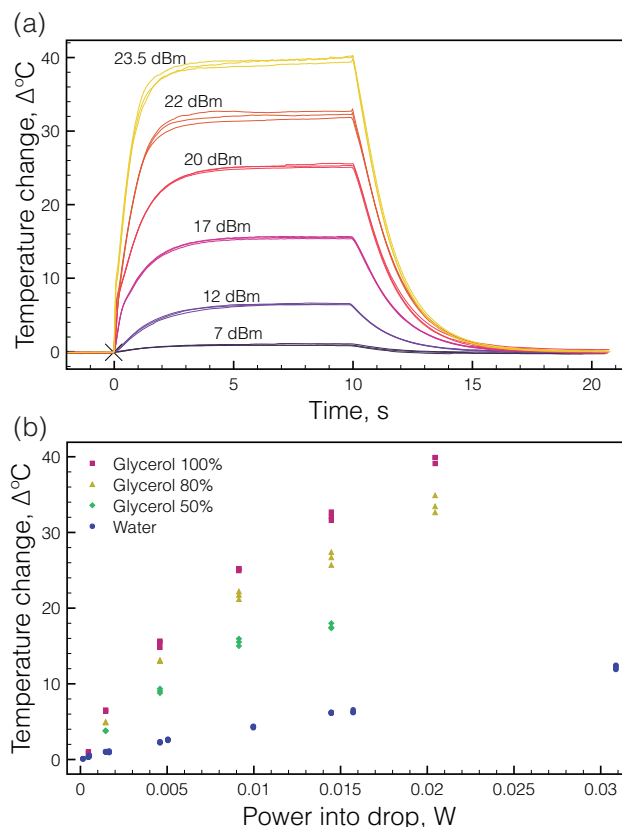 (a)
Temperature change, Δ°C
40
30
20
10
0
23.5 dBm
22 dBm
20 dBm
17 dBm
12 dBm
7 dBm
0
5
10
15
20
Time, s
(b)
Temperature change, Δ°C
40
30
20
10
0
Glycerol 100%
Glycerol 80%
Glycerol 50%
Water
0
0.005
0.01
0.015
0.02
0.025
0.03
Power into drop, W